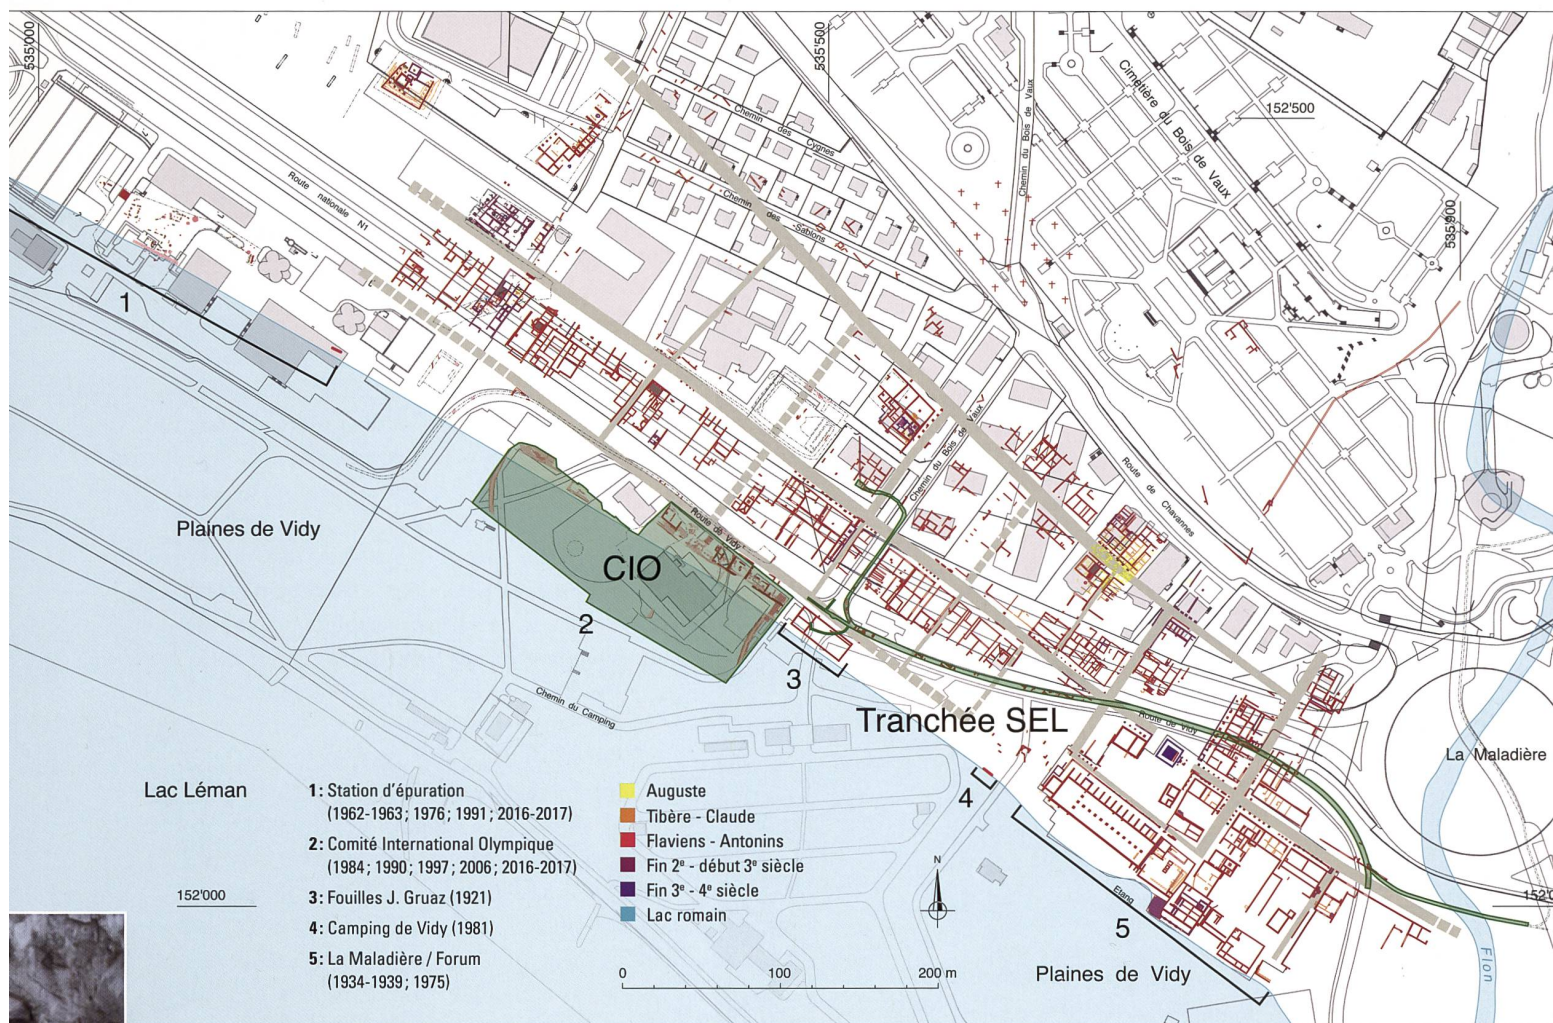 535'000
535'500
152'500
535'900
Cimetière du Bois de Vaux
Chemin du Bois de Vaux
Chemin des Cygnes
Chemin des Sablons
Route nationale N1
1
Chemin du Bois de Vaux
Route de Chavannes
Plaines de Vidy
Route de Vidy
CIO
2
3
Chemin du Camping
Tranchée SEL
Route de Vidy
La Maladière
4
Lac Léman
1: Station d'épuration
(1962-1963; 1976; 1991; 2016-2017)
2: Comité International Olympique
(1984; 1990; 1997; 2006; 2016-2017)
3: Fouilles J. Gruaz (1921)
4: Camping de Vidy (1981)
5: La Maladière / Forum
(1934-1939; 1975)
152'000
Auguste
Tibère - Claude
Flaviens - Antonins
Fin 2e - début 3e siècle
Fin 3e - 4e siècle
Lac romain
N
0 100 200 m
Etang
5
Plaines de Vidy
Flon